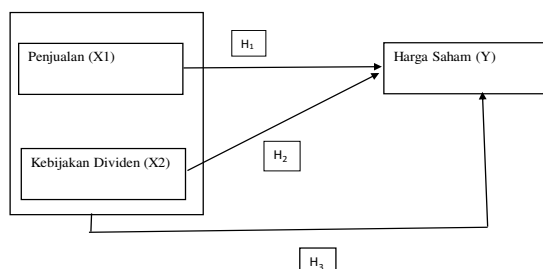 H₁
Penjualan (X1)
Harga Saham (Y)
Kebijakan Dividen (X2)
H₂
H₃